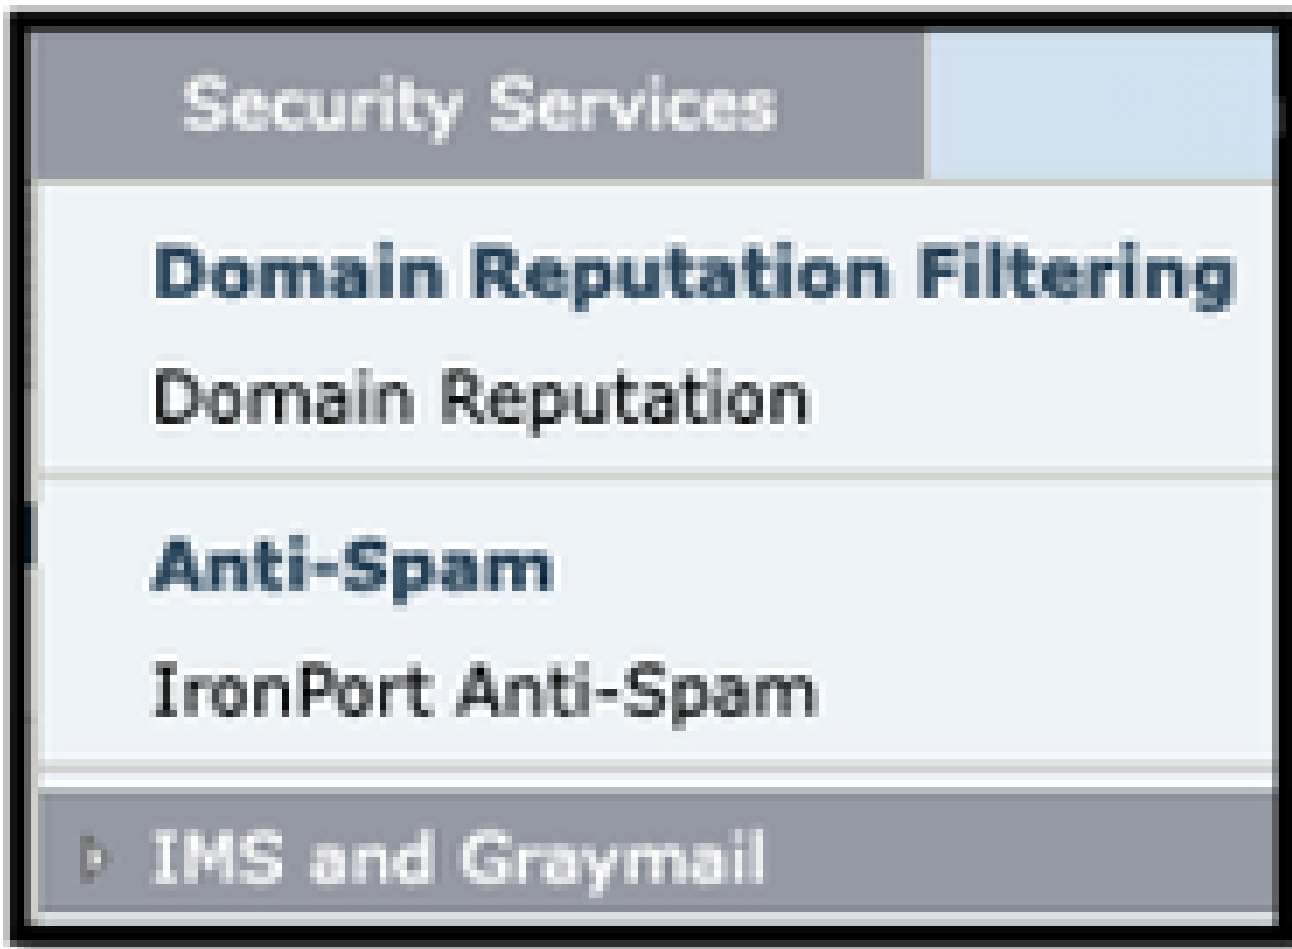 Security Services
Domain Reputation Filtering
Domain Reputation
Anti-Spam
IronPort Anti-Spam
IMS and Graymail